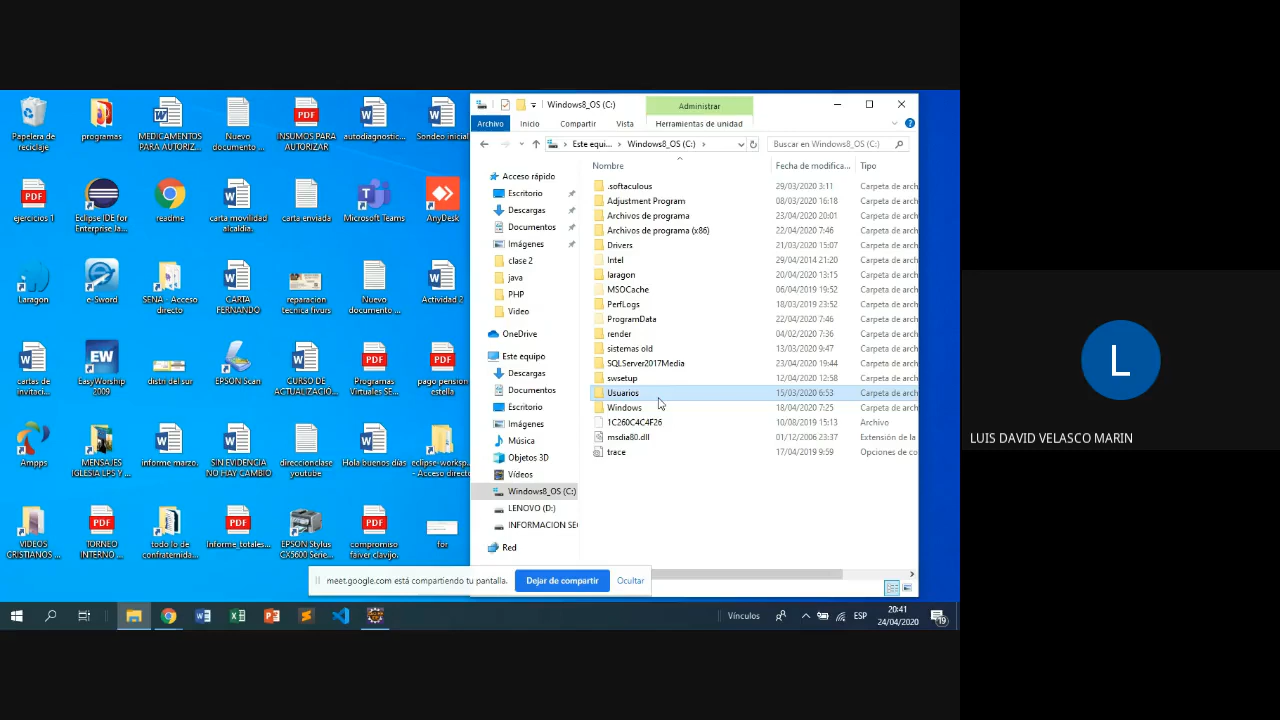 Papelera de
reciclaje
programas
MEDICAMENTOS
PARA AUTORIZ...
Nuevo
documento ...
INSUMOS PARA
AUTORIZAR
autodiagnostic...
Sondeo inicial
ejercicios 1
Eclipse IDE for
Enterprise Ja...
readme
carta movilidad
alcaldia.
carta enviada
Microsoft Teams
AnyDesk
Laragon
e-Sword
SENA - Acceso
directo
CARTA
FERNANDO
reparacion
tecnica fivurs
Nuevo
documento ...
Actividad 2
cartas de
invitaci...
EasyWorship
2009
distri del sur
EPSON Scan
CURSO DE
ACTUALIZACIO...
Programas
Virtuales SE...
pago pension
estella
Ampps
MENSAJES
IGLESIA LPS Y ...
informe marzo.
SIN EVIDENCIA
NO HAY CAMBIO
direccionclase
youtube
Hola buenos dias
eclipse-worksp...
- Acceso directo
VIDEOS
CRISTIANOS ...
TORNEO
INTERNO ...
todo lo de
confratemida...
Informe_totales...
EPSON Stylus
CX5600 Serie...
compromiso
faiver clavijo.
for
Windows8_OS (C:)
Administrar
Archivo
Inicio
Compartir
Vista
Herramientas de unidad
Este equi... > Windows8_OS (C:) >
Buscar en Windows8_OS (C:)
Acceso rápido
Escritorio
Descargas
Documentos
Imágenes
clase 2
java
PHP
Video
OneDrive
Este equipo
Descargas
Documentos
Escritorio
Imágenes
Música
Objetos 3D
Vídeos
Windows8_OS (C:)
LENOVO (D:)
INFORMACION SEG
Red
Nombre Fecha de modifica... Tipo
.softaculous 29/03/2020 3:11 Carpeta de arch
Adjustment Program 08/03/2020 16:18 Carpeta de arch
Archivos de programa 23/04/2020 20:01 Carpeta de arch
Archivos de programa (x86) 22/04/2020 7:46 Carpeta de arch
Drivers 21/03/2020 15:07 Carpeta de arch
Intel 29/04/2014 21:20 Carpeta de arch
laragon 20/04/2020 13:15 Carpeta de arch
MSOCache 06/04/2019 19:52 Carpeta de arch
PerfLogs 18/03/2019 23:52 Carpeta de arch
ProgramData 22/04/2020 7:46 Carpeta de arch
render 04/02/2020 7:36 Carpeta de arch
sistemas old 13/03/2020 9:47 Carpeta de arch
SQLServer2017Media 23/04/2020 19:44 Carpeta de arch
swsetup 12/04/2020 12:58 Carpeta de arch
Usuarios 15/03/2020 6:53 Carpeta de arch
Windows 18/04/2020 7:25 Carpeta de arch
1C260C4C4F26 10/08/2019 15:13 Archivo
msdia80.dll 01/12/2006 23:37 Extensión de la
trace 17/04/2019 9:59 Opciones de co
meet.google.com está compartiendo tu pantalla.
Dejar de compartir
Ocultar
Vínculos
ESP
20:41
24/04/2020
19
L
LUIS DAVID VELASCO MARIN